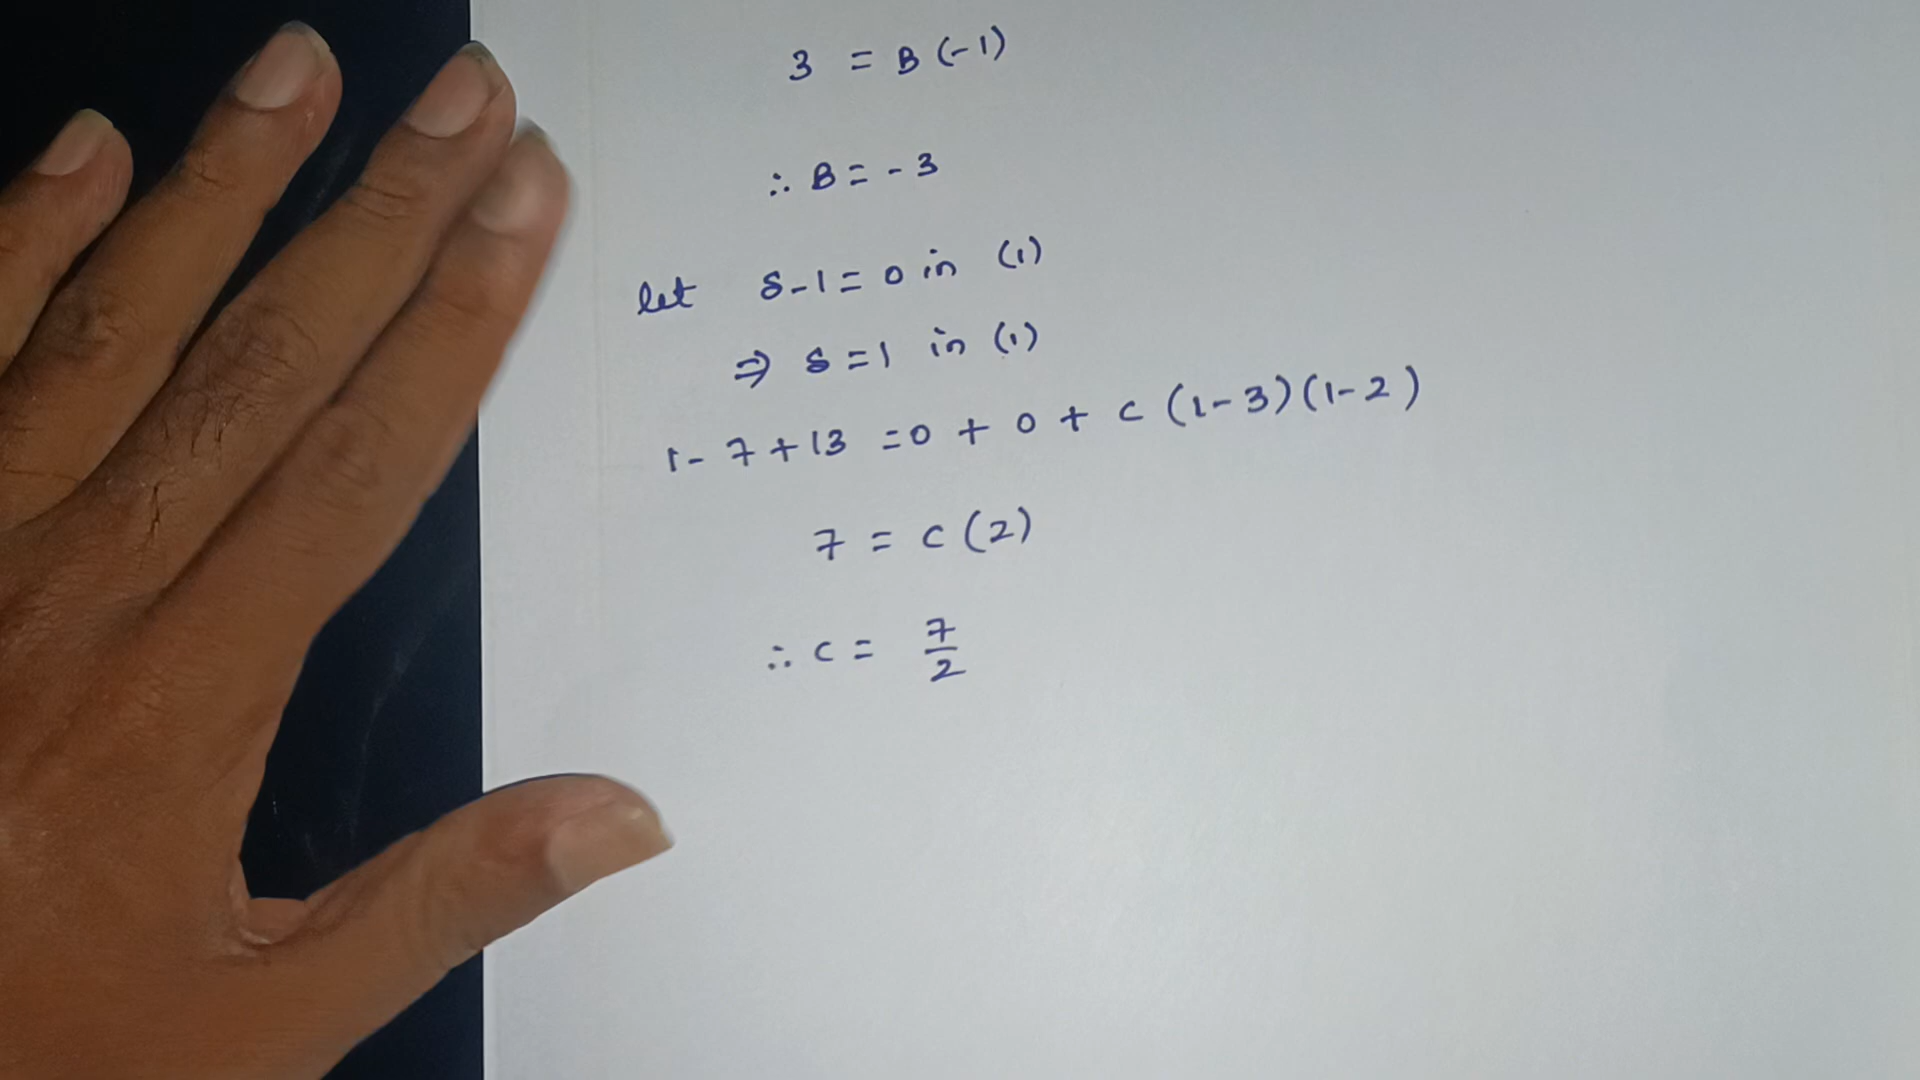 3 = B (-1)
∴ B = - 3
let s-1 = 0 in (1)
⇒ s = 1 in (1)
1 - 7 + 13 = 0 + 0 + c (1-3)(1-2)
7 = c (2)
∴ c = 7/2